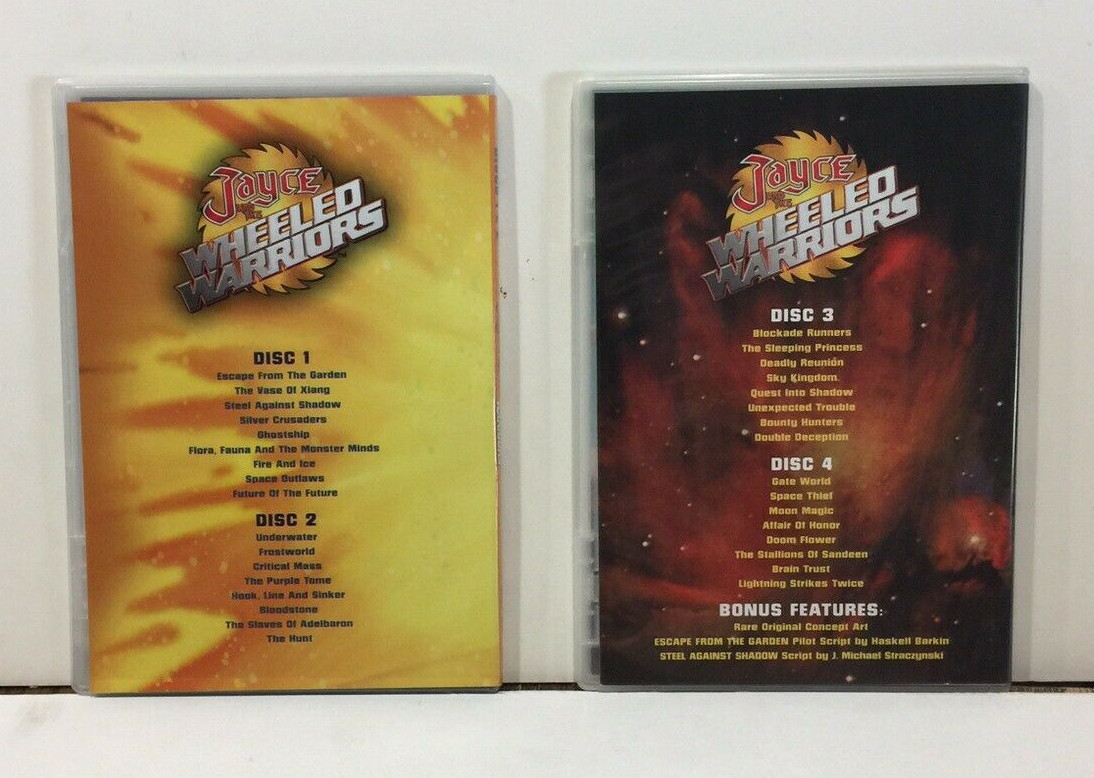 Jayce
AND THE
WHEELED
WARRIORS
DISC 1
Escape From The Garden
The Vase Of Xiang
Steel Against Shadow
Silver Crusaders
Ghostship
Flora, Fauna And The Monster Minds
Fire And Ice
Space Outlaws
Future Of The Future
DISC 2
Underwater
Frostworld
Critical Mass
The Purple Tome
Hook, Line And Sinker
Bloodstone
The Slaves Of Adelbaron
The Hunt
Jayce
AND THE
WHEELED
WARRIORS
DISC 3
Blockade Runners
The Sleeping Princess
Deadly Reunion
Sky Kingdom
Quest Into Shadow
Unexpected Trouble
Bounty Hunters
Double Deception
DISC 4
Gate World
Space Thief
Moon Magic
Affair Of Honor
Doom Flower
The Stallions Of Sandeen
Brain Trust
Lightning Strikes Twice
BONUS FEATURES:
Rare Original Concept Art
ESCAPE FROM THE GARDEN Pilot Script by Haskell Barkin
STEEL AGAINST SHADOW Script by J. Michael Straczynski